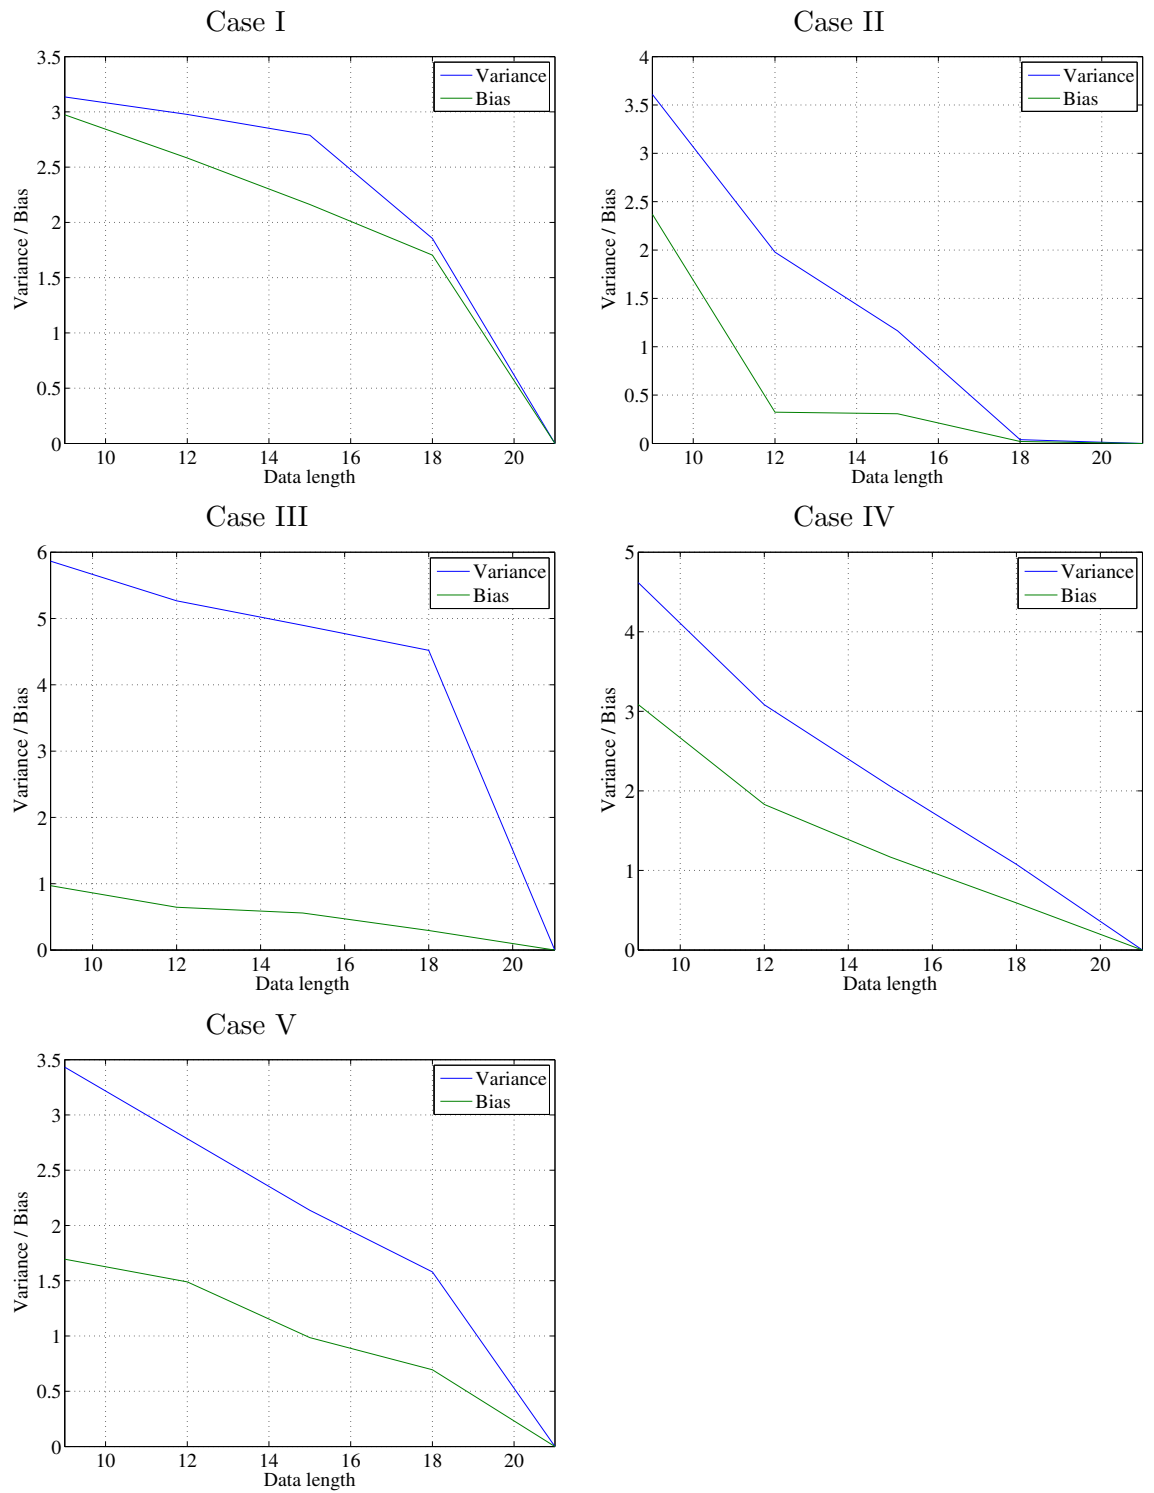 Case I
3.5
3
2.5
2
1.5
1
0.5
0
10 12 14 16 18 20
Data length
Variance / Bias
Variance
Bias
Case II
4
3.5
3
2.5
2
1.5
1
0.5
0
10 12 14 16 18 20
Data length
Variance / Bias
Variance
Bias
Case III
6
5
4
3
2
1
0
10 12 14 16 18 20
Data length
Variance / Bias
Variance
Bias
Case IV
5
4
3
2
1
0
10 12 14 16 18 20
Data length
Variance / Bias
Variance
Bias
Case V
3.5
3
2.5
2
1.5
1
0.5
0
10 12 14 16 18 20
Data length
Variance / Bias
Variance
Bias